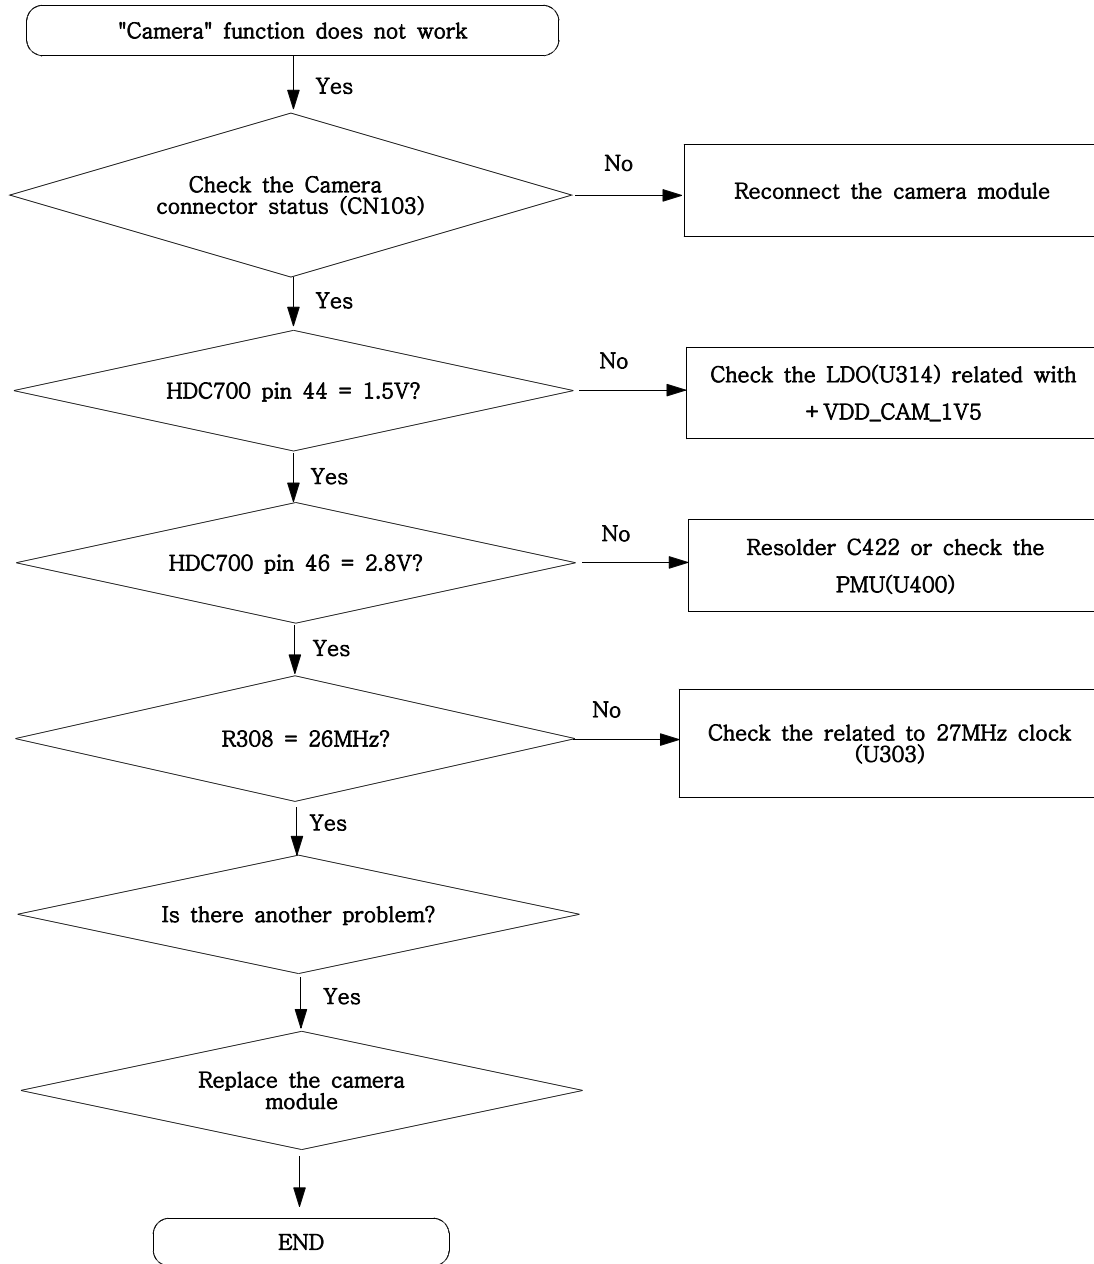 "Camera" function does not work
Yes
Check the Camera
connector status (CN103)
No
Reconnect the camera module
Yes
HDC700 pin 44 = 1.5V?
No
Check the LDO(U314) related with
+VDD_CAM_1V5
Yes
HDC700 pin 46 = 2.8V?
No
Resolder C422 or check the
PMU(U400)
Yes
R308 = 26MHz?
No
Check the related to 27MHz clock
(U303)
Yes
Is there another problem?
Yes
Replace the camera
module
END